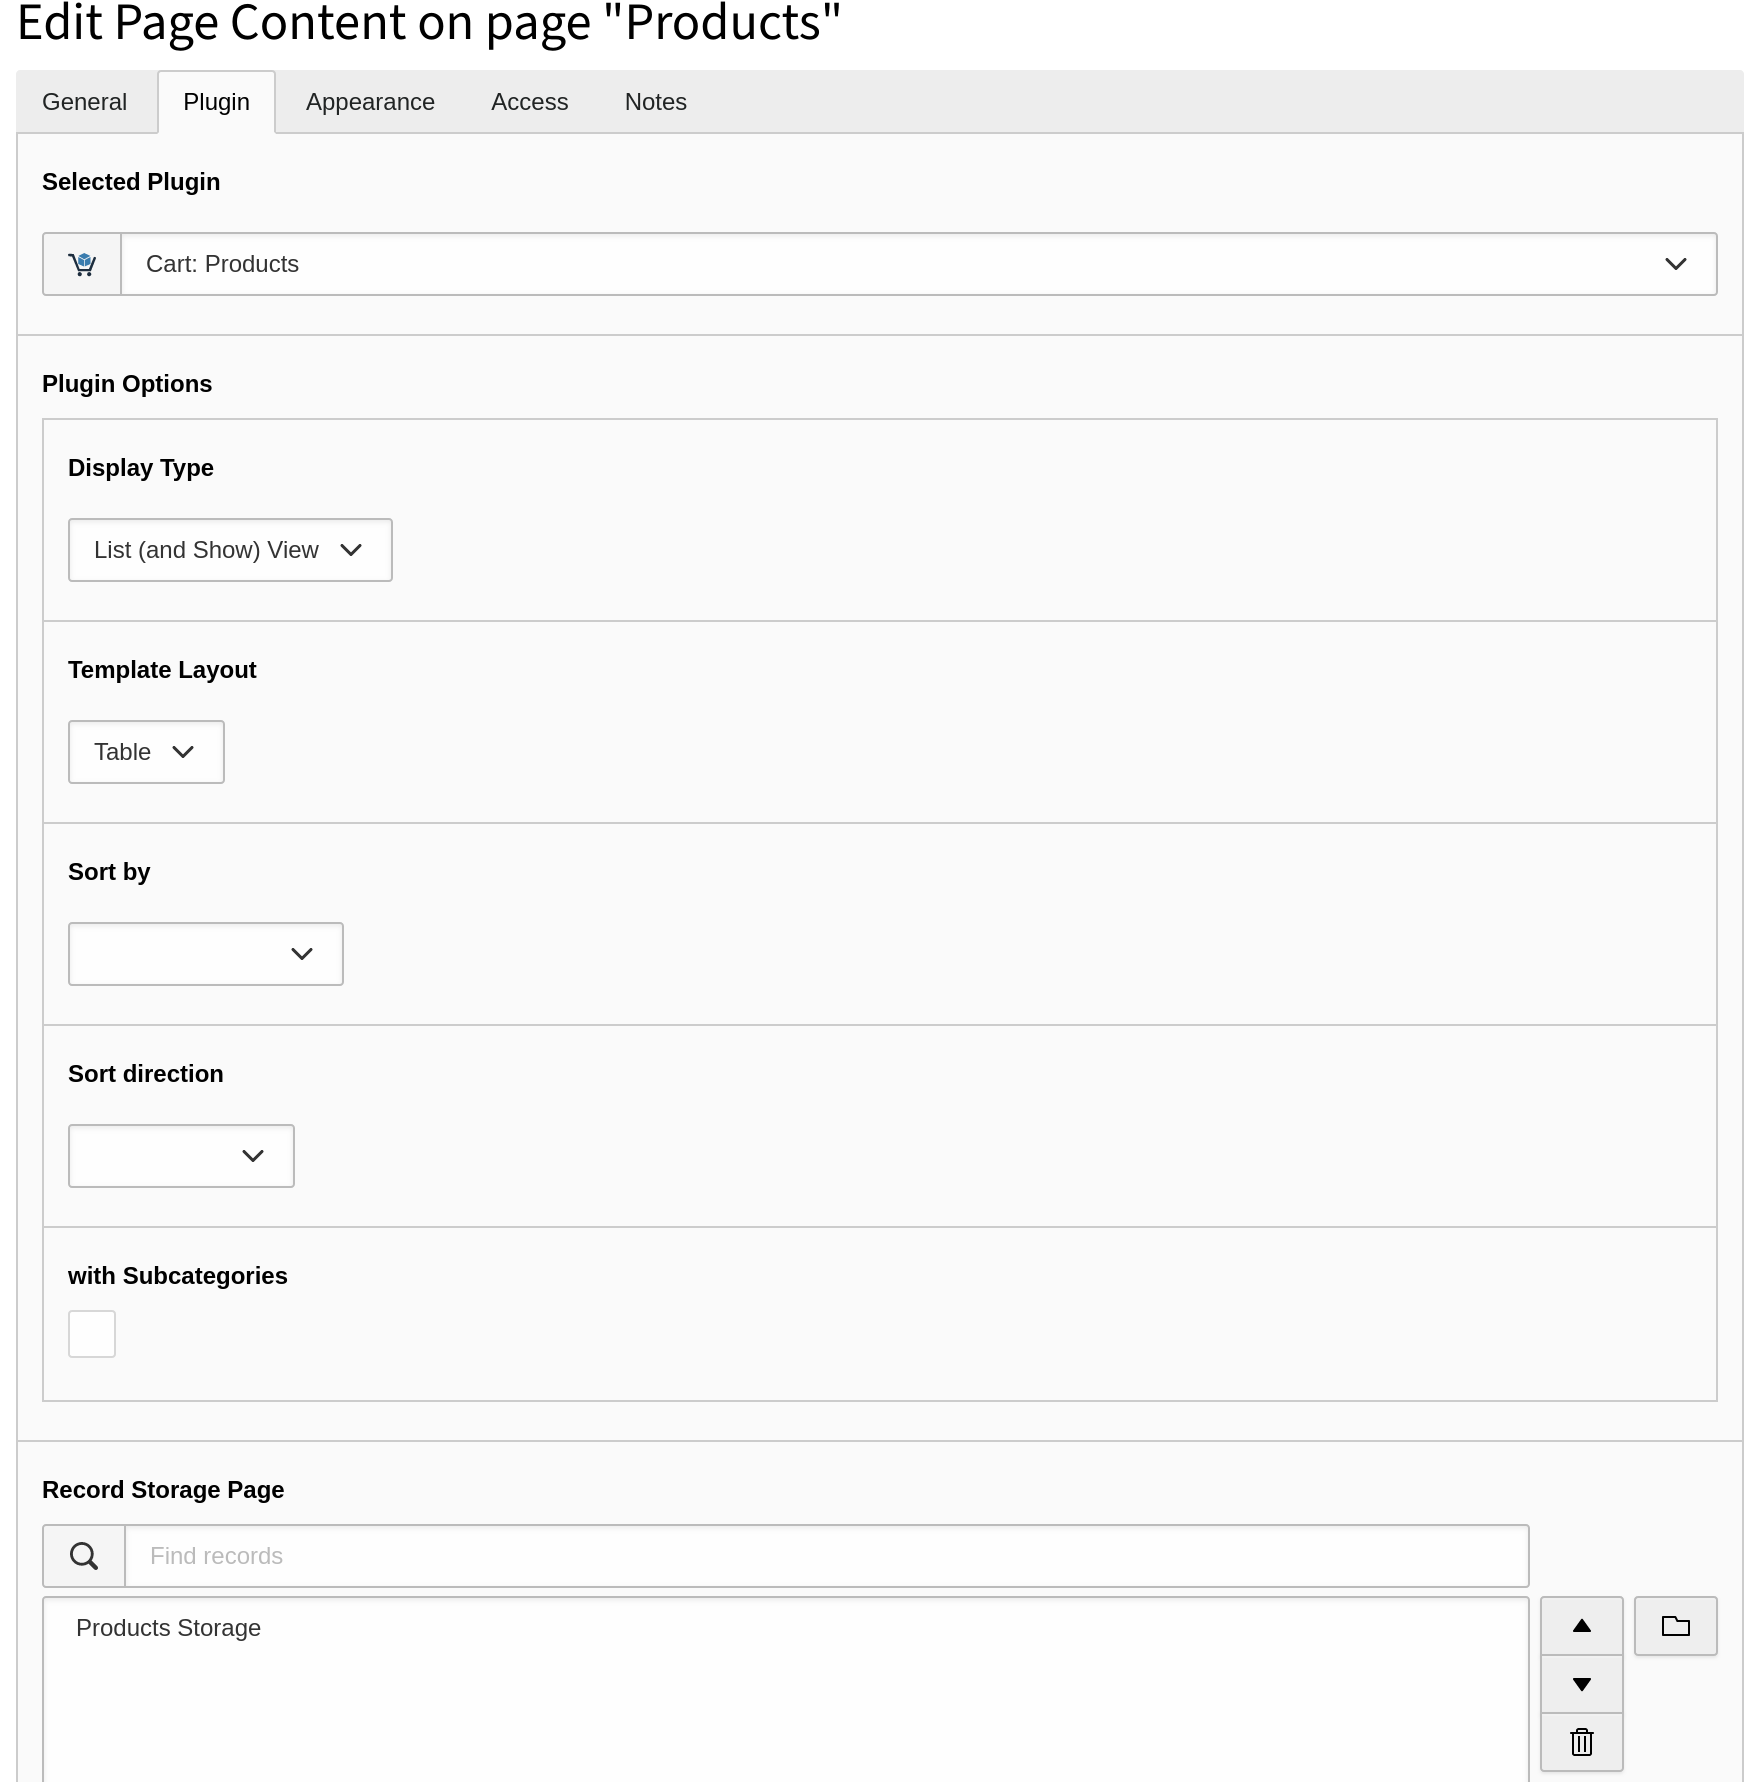 Edit Page Content on page "Products"
General Plugin Appearance Access Notes
Selected Plugin
Cart: Products
Plugin Options
Display Type
List (and Show) View
Template Layout
Table
Sort by
Sort direction
with Subcategories
Record Storage Page
Find records
Products Storage